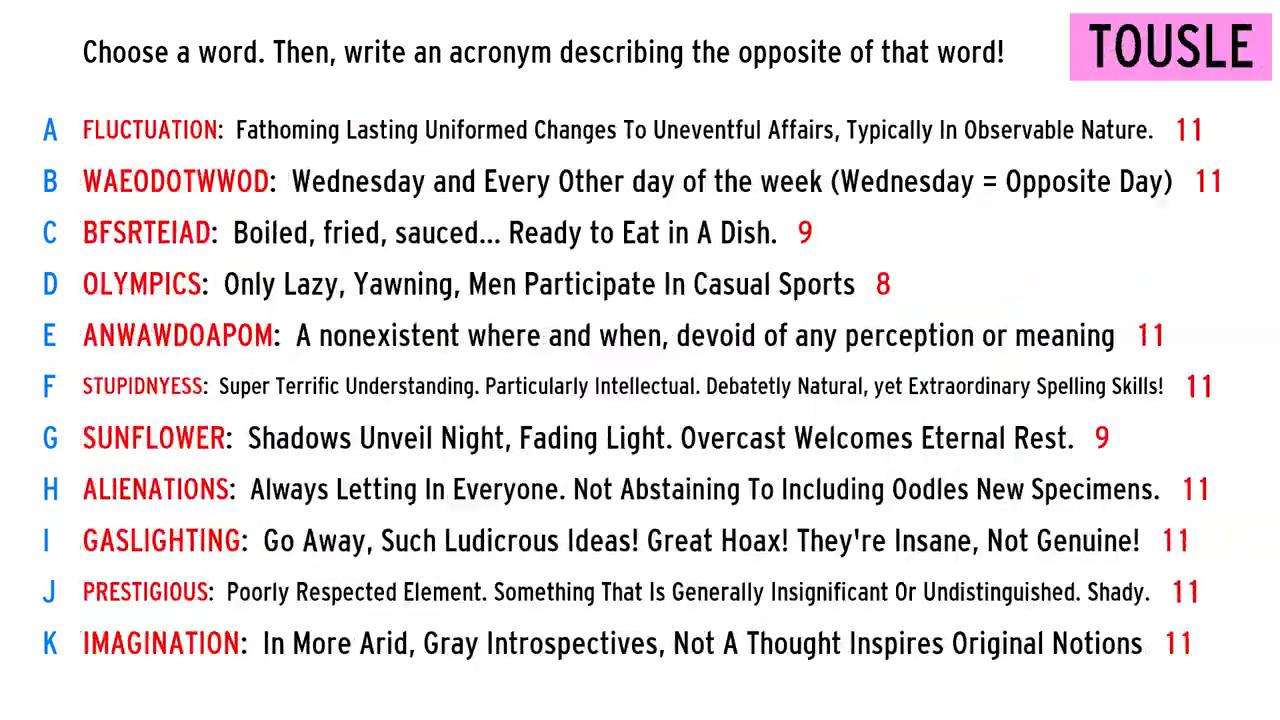 Choose a word. Then, write an acronym describing the opposite of that word!
TOUSLE
A FLUCTUATION: Fathoming Lasting Uniformed Changes To Uneventful Affairs, Typically In Observable Nature. 11
B WAEODOTWWOD: Wednesday and Every Other day of the week (Wednesday = Opposite Day) 11
C BFSRTEIAD: Boiled, fried, sauced... Ready to Eat in A Dish. 9
D OLYMPICS: Only Lazy, Yawning, Men Participate In Casual Sports 8
E ANWAWDOAPOM: A nonexistent where and when, devoid of any perception or meaning 11
F STUPIDNYESS: Super Terrific Understanding. Particularly Intellectual. Debatetly Natural, yet Extraordinary Spelling Skills! 11
G SUNFLOWER: Shadows Unveil Night, Fading Light. Overcast Welcomes Eternal Rest. 9
H ALIENATIONS: Always Letting In Everyone. Not Abstaining To Including Oodles New Specimens. 11
I GASLIGHTING: Go Away, Such Ludicrous Ideas! Great Hoax! They're Insane, Not Genuine! 11
J PRESTIGIOUS: Poorly Respected Element. Something That Is Generally Insignificant Or Undistinguished. Shady. 11
K IMAGINATION: In More Arid, Gray Introspectives, Not A Thought Inspires Original Notions 11